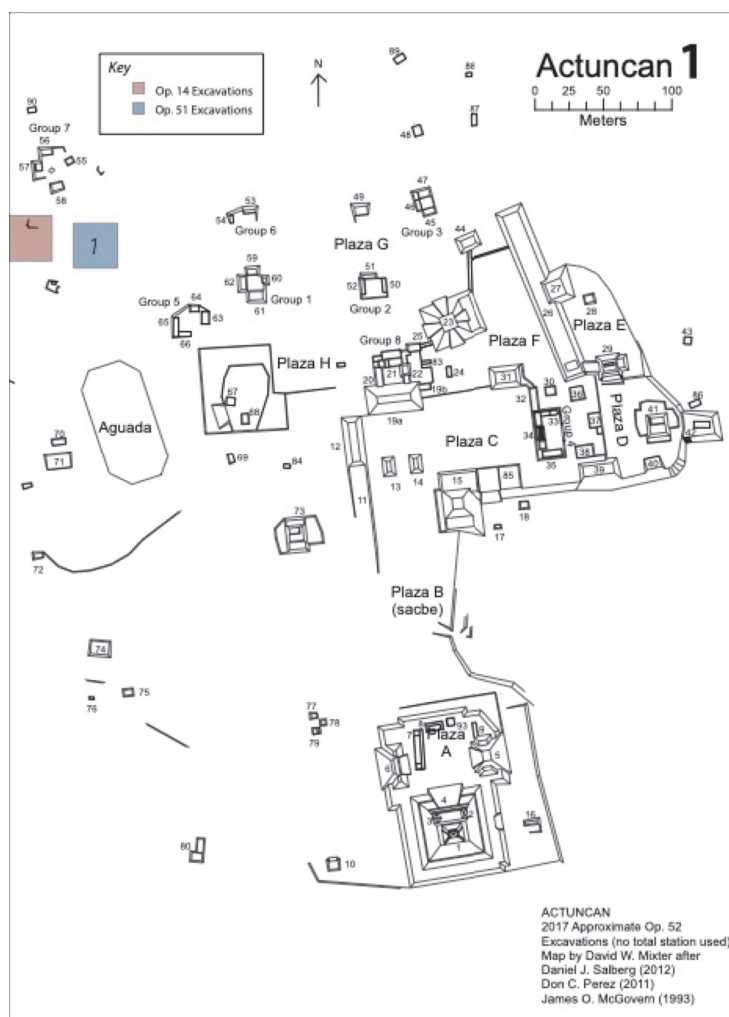 Key
Op. 14 Excavations
Op. 51 Excavations
N
Actuncan 1
0 25 50 100
Meters
89
88
87
48
90
Group 7
56
57
55
58
1
53
54
Group 6
49
47
46
45
Group 3
Plaza G
44
59
62
60
61
Group 1
51
52
50
Group 2
Group 5
64
65
63
66
27
26
28
Plaza E
23
Plaza F
29
43
Group 8
25
83
21
22
24
20
19b
19a
31
32
30
36
33
34
37
35
38
39
Plaza D
41
86
42
40
Plaza H
67
68
Aguada
70
71
69
84
12
11
13
14
Plaza C
15
85
18
17
73
72
Plaza B
(sacbe)
74
75
76
77
78
79
8
93
9
7
Plaza
A
6
5
4
3
2
1
16
80
10
ACTUNCAN
2017 Approximate Op. 52
Excavations (no total station used)
Map by David W. Mixter after
Daniel J. Salberg (2012)
Don C. Perez (2011)
James O. McGovern (1993)